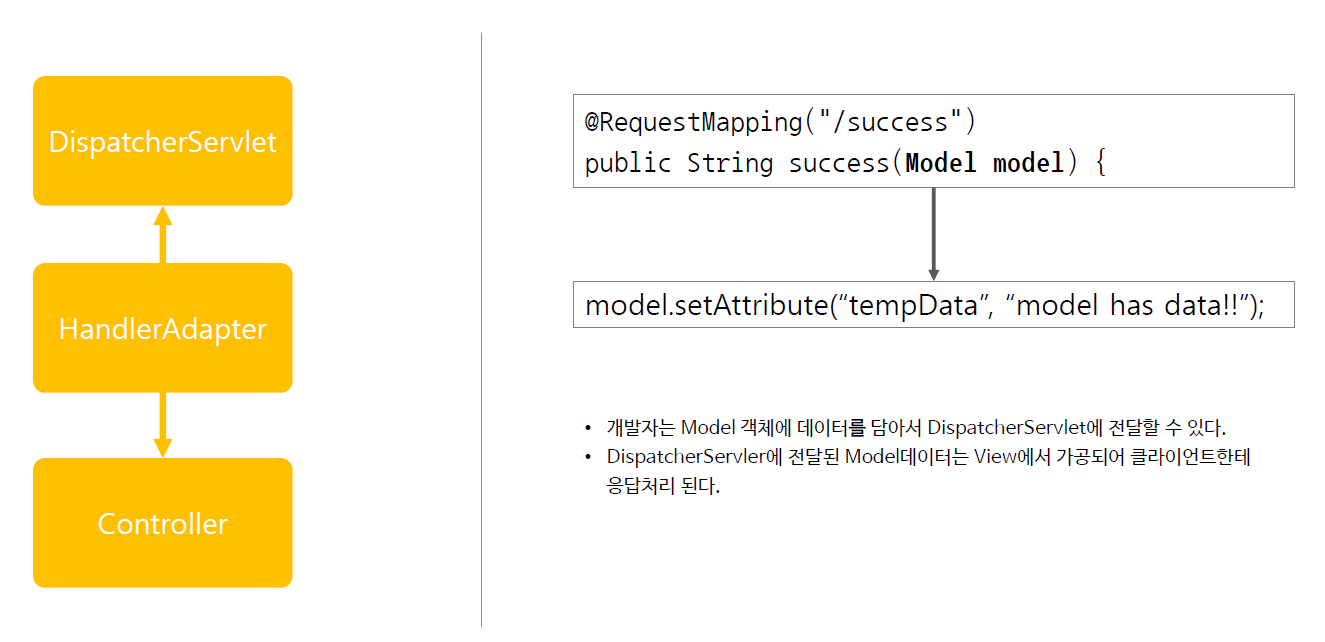 DispatcherServlet
HandlerAdapter
Controller
@RequestMapping("/success")
public String success(Model model) {
model.setAttribute(“tempData”, “model has data!!”);
• 개발자는 Model 객체에 데이터를 담아서 DispatcherServlet에 전달할 수 있다.
• DispatcherServler에 전달된 Model데이터는 View에서 가공되어 클라이언트한테
응답처리 된다.